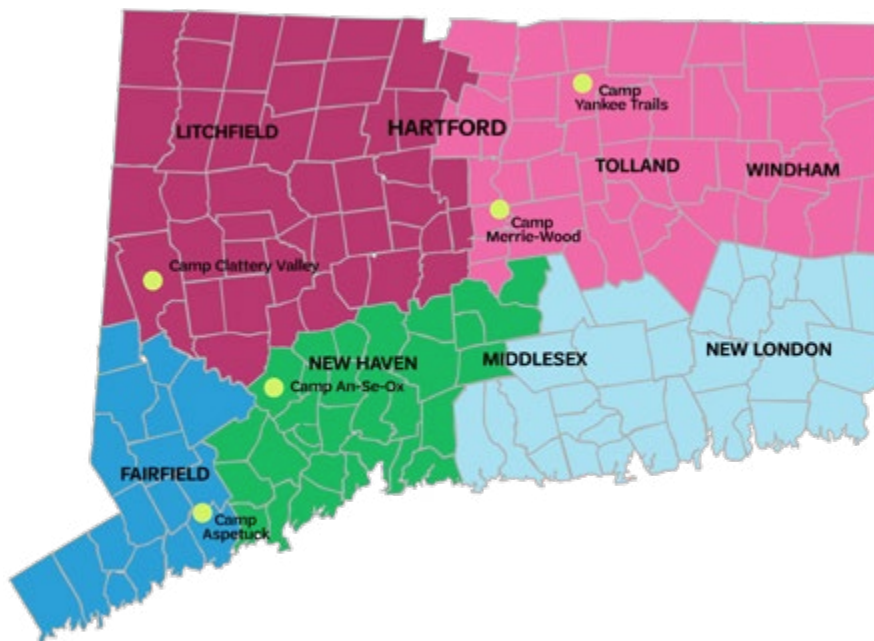 Camp
Yankee Trails
LITCHFIELD
HARTFORD
TOLLAND
WINDHAM
Camp
Merrie-Wood
Camp Clattery Valley
NEW HAVEN
MIDDLESEX
NEW LONDON
Camp An-Se-Ox
FAIRFIELD
Camp
Aspetuck